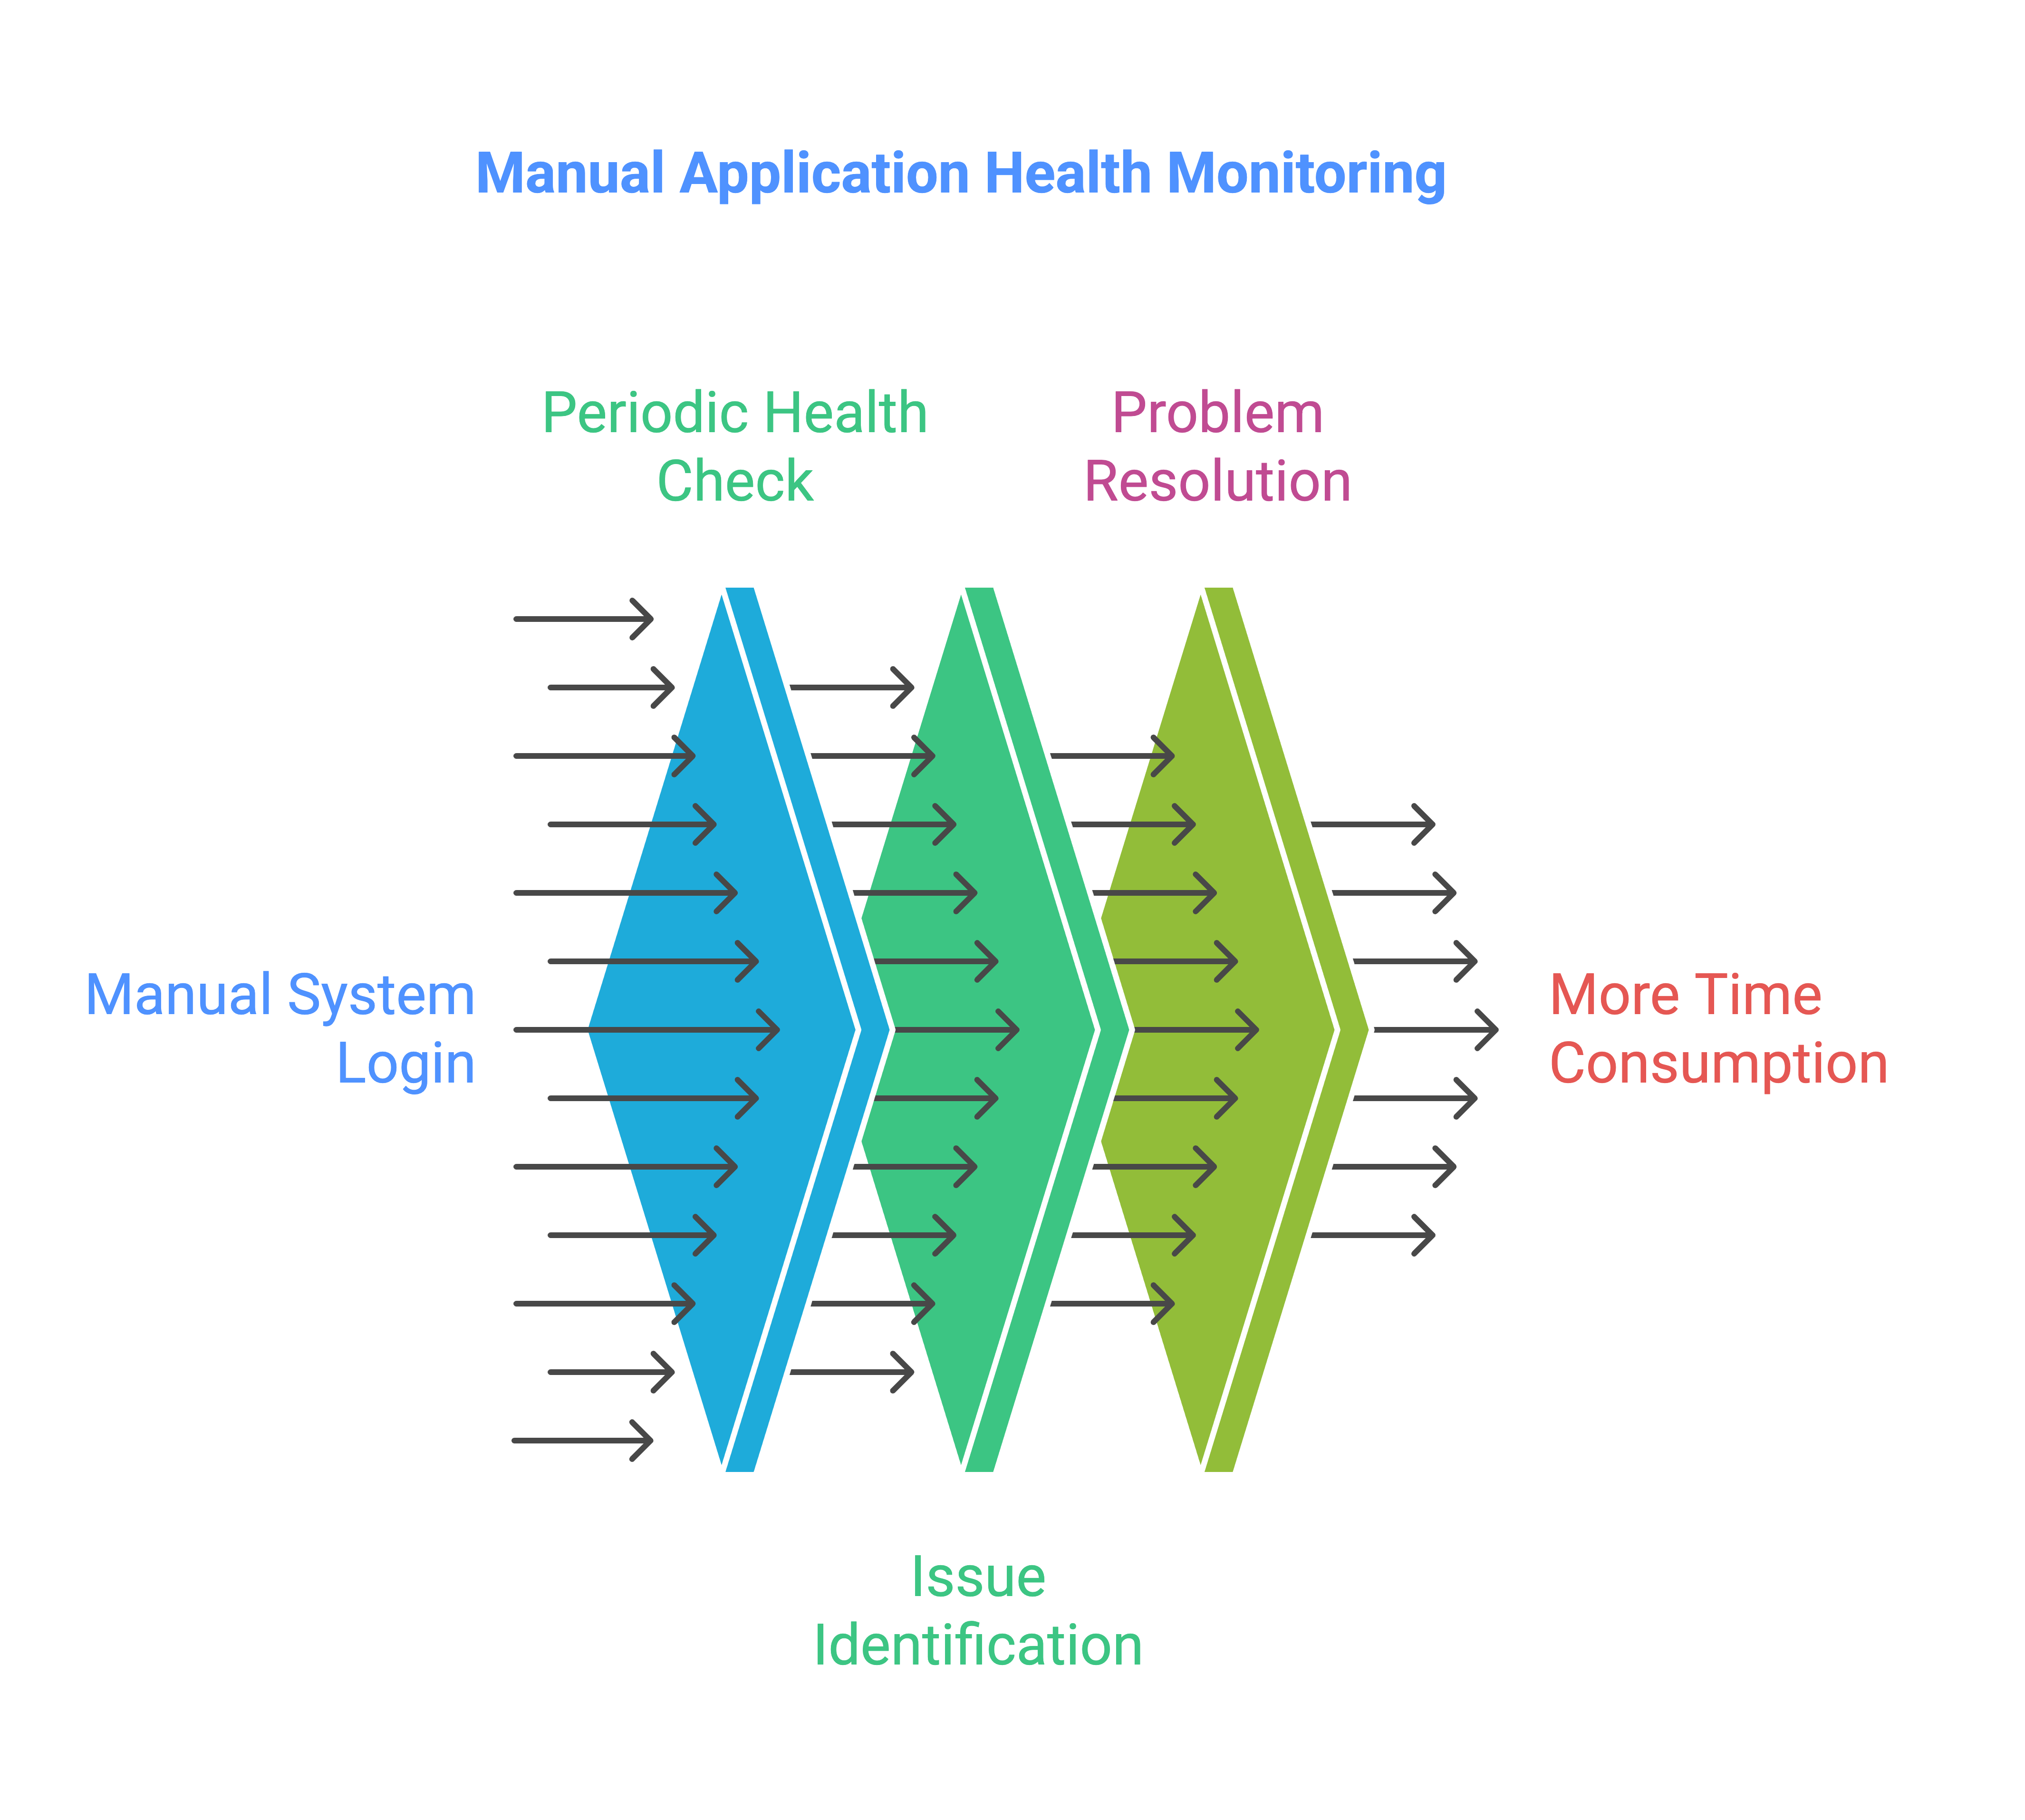 Manual Application Health Monitoring
Periodic Health
Check
Problem
Resolution
Manual System
Login
More Time
Consumption
Issue
Identification